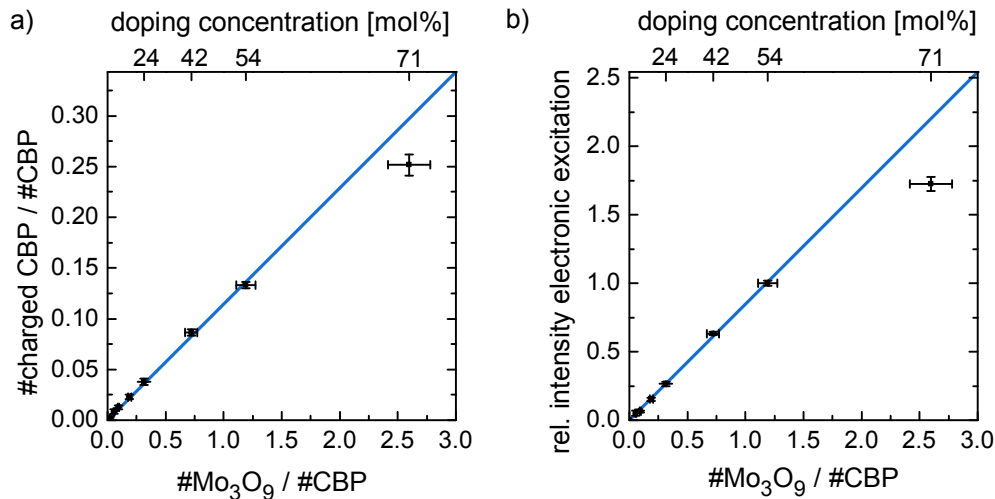 a)
doping concentration [mol%]
24 42 54 71
#charged CBP / #CBP
0.30
0.25
0.20
0.15
0.10
0.05
0.00
0.0 0.5 1.0 1.5 2.0 2.5 3.0
#Mo₃O₉ / #CBP
b)
doping concentration [mol%]
24 42 54 71
rel. intensity electronic excitation
2.5
2.0
1.5
1.0
0.5
0.0
0.0 0.5 1.0 1.5 2.0 2.5 3.0
#Mo₃O₉ / #CBP